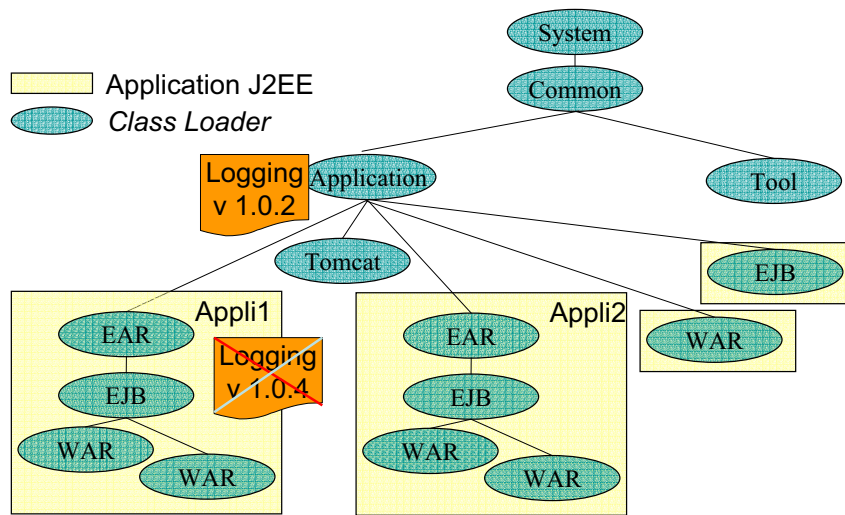 System
Common
Application J2EE
Class Loader
Logging
v 1.0.2
Application
Tool
Tomcat
EJB
Appli1
EAR
Logging
v 1.0.4
EJB
WAR
WAR
Appli2
EAR
EJB
WAR
WAR
WAR